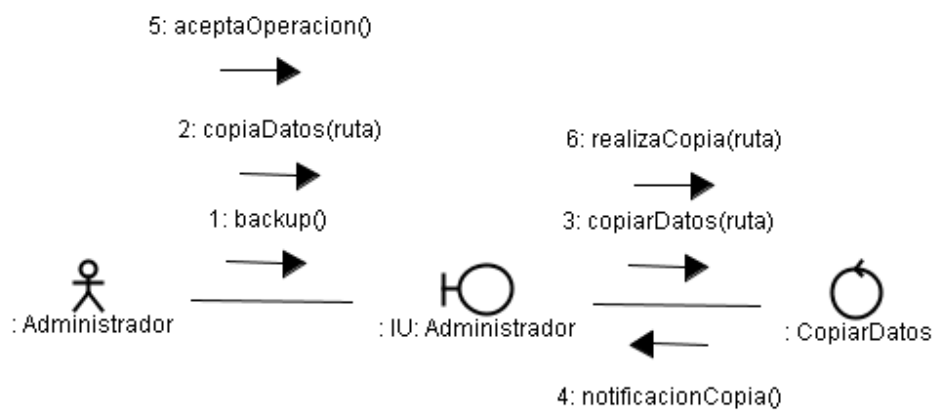 5: aceptaOperacion()
2: copiaDatos(ruta)
6: realizaCopia(ruta)
1: backup()
3: copiarDatos(ruta)
: Administrador
: IU: Administrador
: CopiarDatos
4: notificacionCopia()